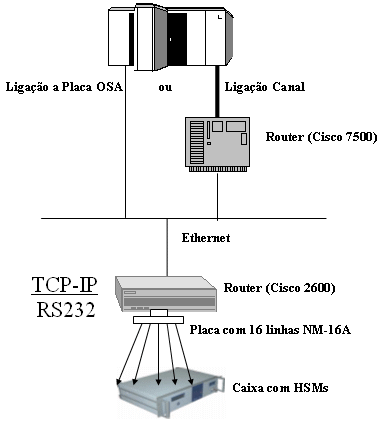 Ligação a Placa OSA ou Ligação Canal
Router (Cisco 7500)
Ethernet
TCP-IP
RS232
Router (Cisco 2600)
Placa com 16 linhas NM-16A
Caixa com HSMs